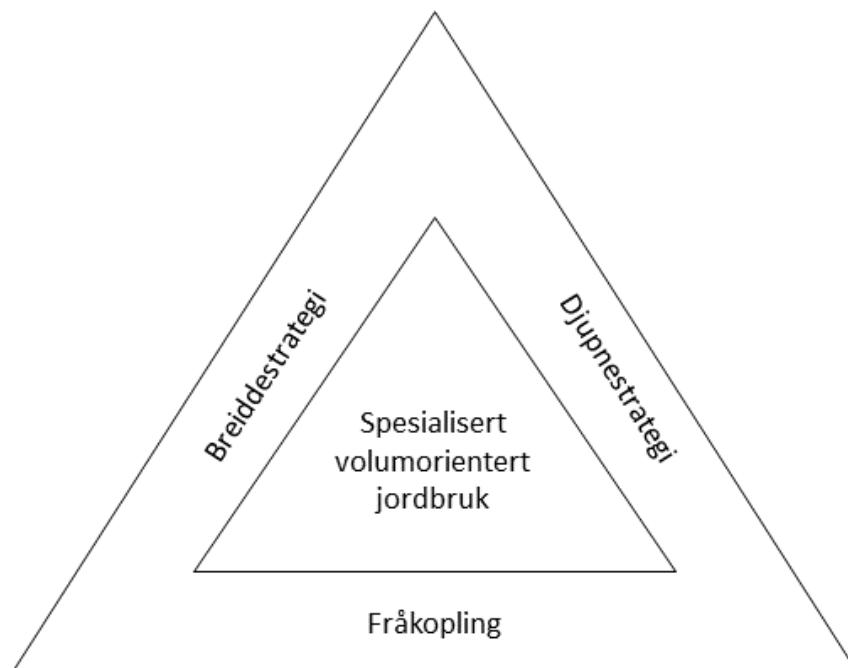 Breiddestrategi
Djupnestrategi
Spesialisert
volumorientert
jordbruk
Fråkopling